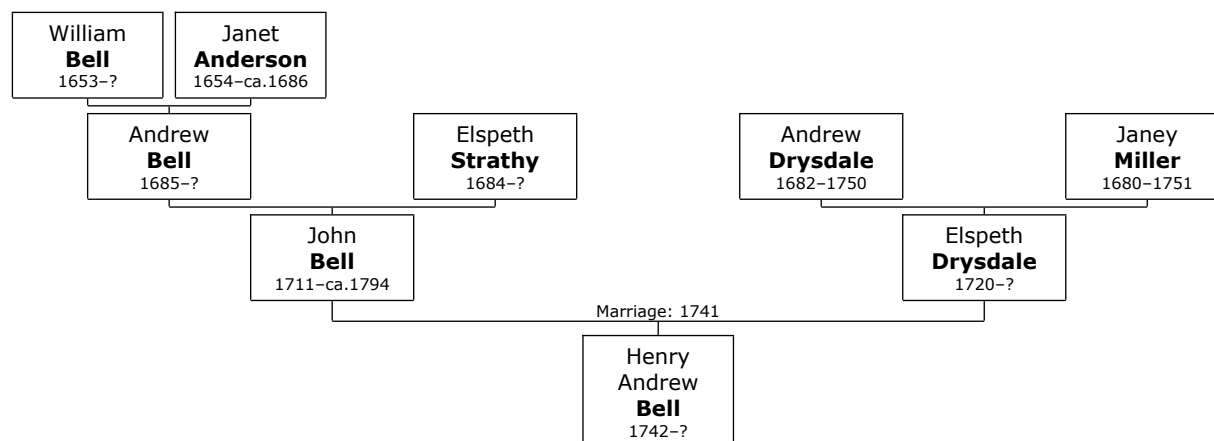 William
Bell
1653–?
Janet
Anderson
1654–ca.1686
Andrew
Bell
1685–?
Elspeth
Strathy
1684–?
Andrew
Drysdale
1682–1750
Janey
Miller
1680–1751
John
Bell
1711–ca.1794
Elspeth
Drysdale
1720–?
Marriage: 1741
Henry
Andrew
Bell
1742–?